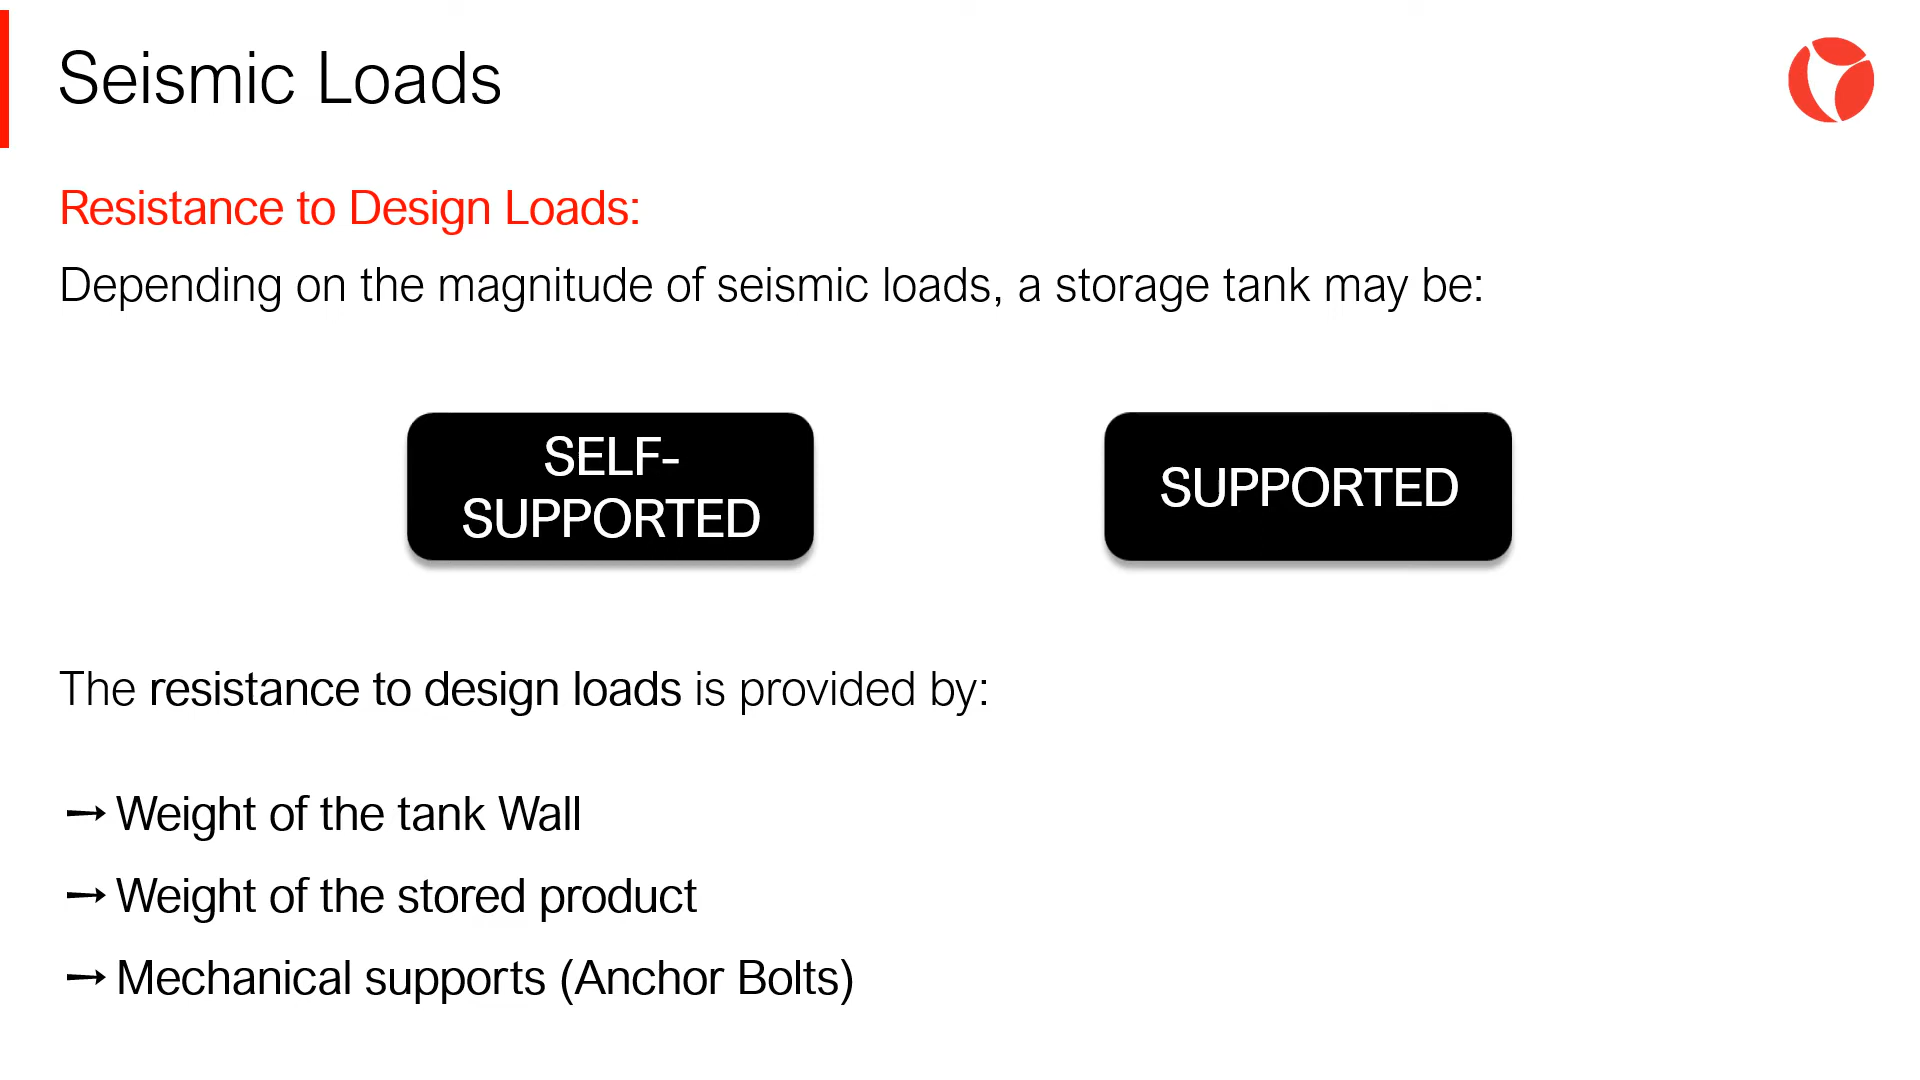 Seismic Loads
Resistance to Design Loads:
Depending on the magnitude of seismic loads, a storage tank may be:
SELF-
SUPPORTED
SUPPORTED
The resistance to design loads is provided by:
→ Weight of the tank Wall
→ Weight of the stored product
→ Mechanical supports (Anchor Bolts)